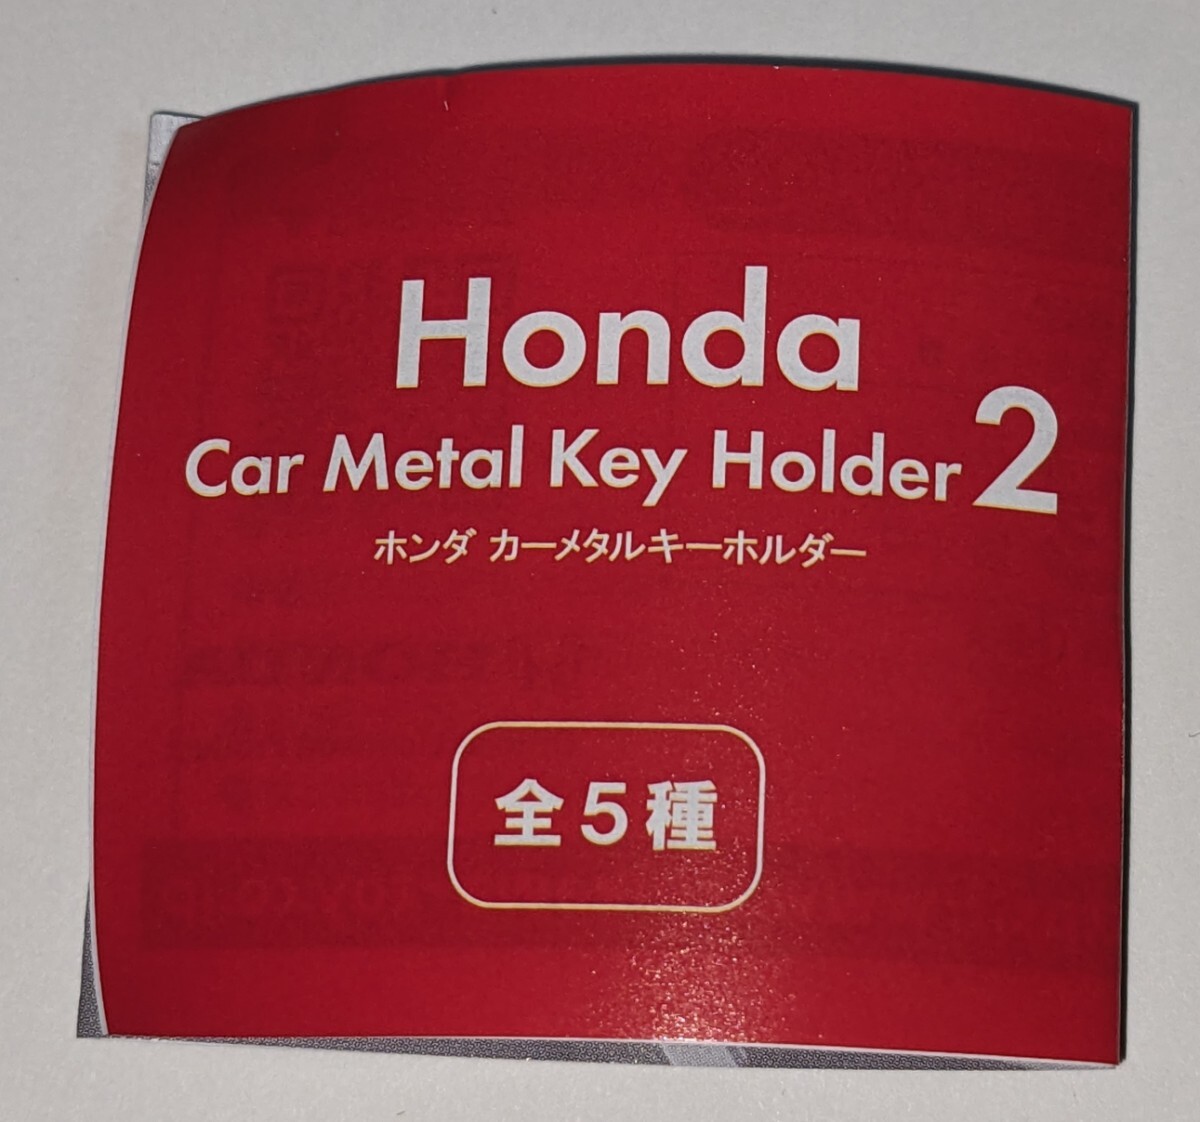 Honda
Car Metal Key Holder 2
ホンダ カーメタルキーホルダー
全5種